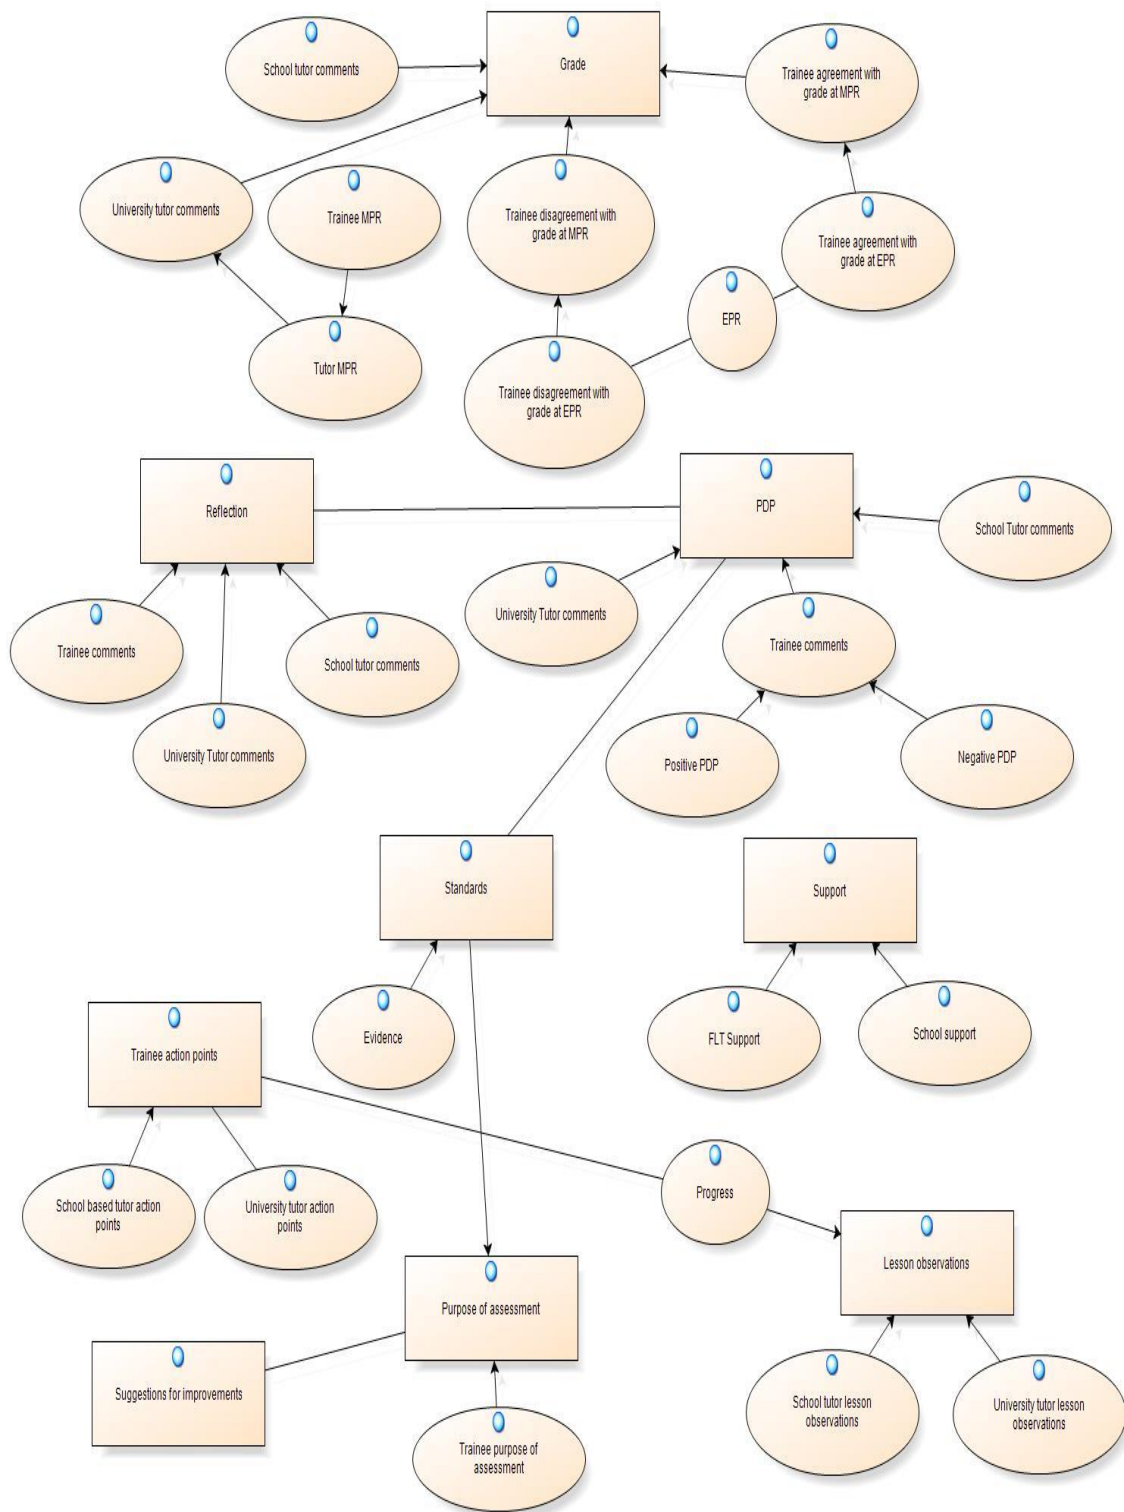 School tutor comments
Grade
Trainee agreement with
grade at MPR
University tutor comments
Trainee MPR
Trainee disagreement with
grade at MPR
Trainee agreement with
grade at EPR
EPR
Tutor MPR
Trainee disagreement with
grade at EPR
Reflection
PDP
School Tutor comments
University Tutor comments
Trainee comments
School tutor comments
Trainee comments
University Tutor comments
Positive PDP
Negative PDP
Standards
Support
Evidence
FLT Support
School support
Trainee action points
School based tutor action
points
University tutor action
points
Progress
Lesson observations
Purpose of assessment
Suggestions for improvements
School tutor lesson
observations
University tutor lesson
observations
Trainee purpose of
assessment